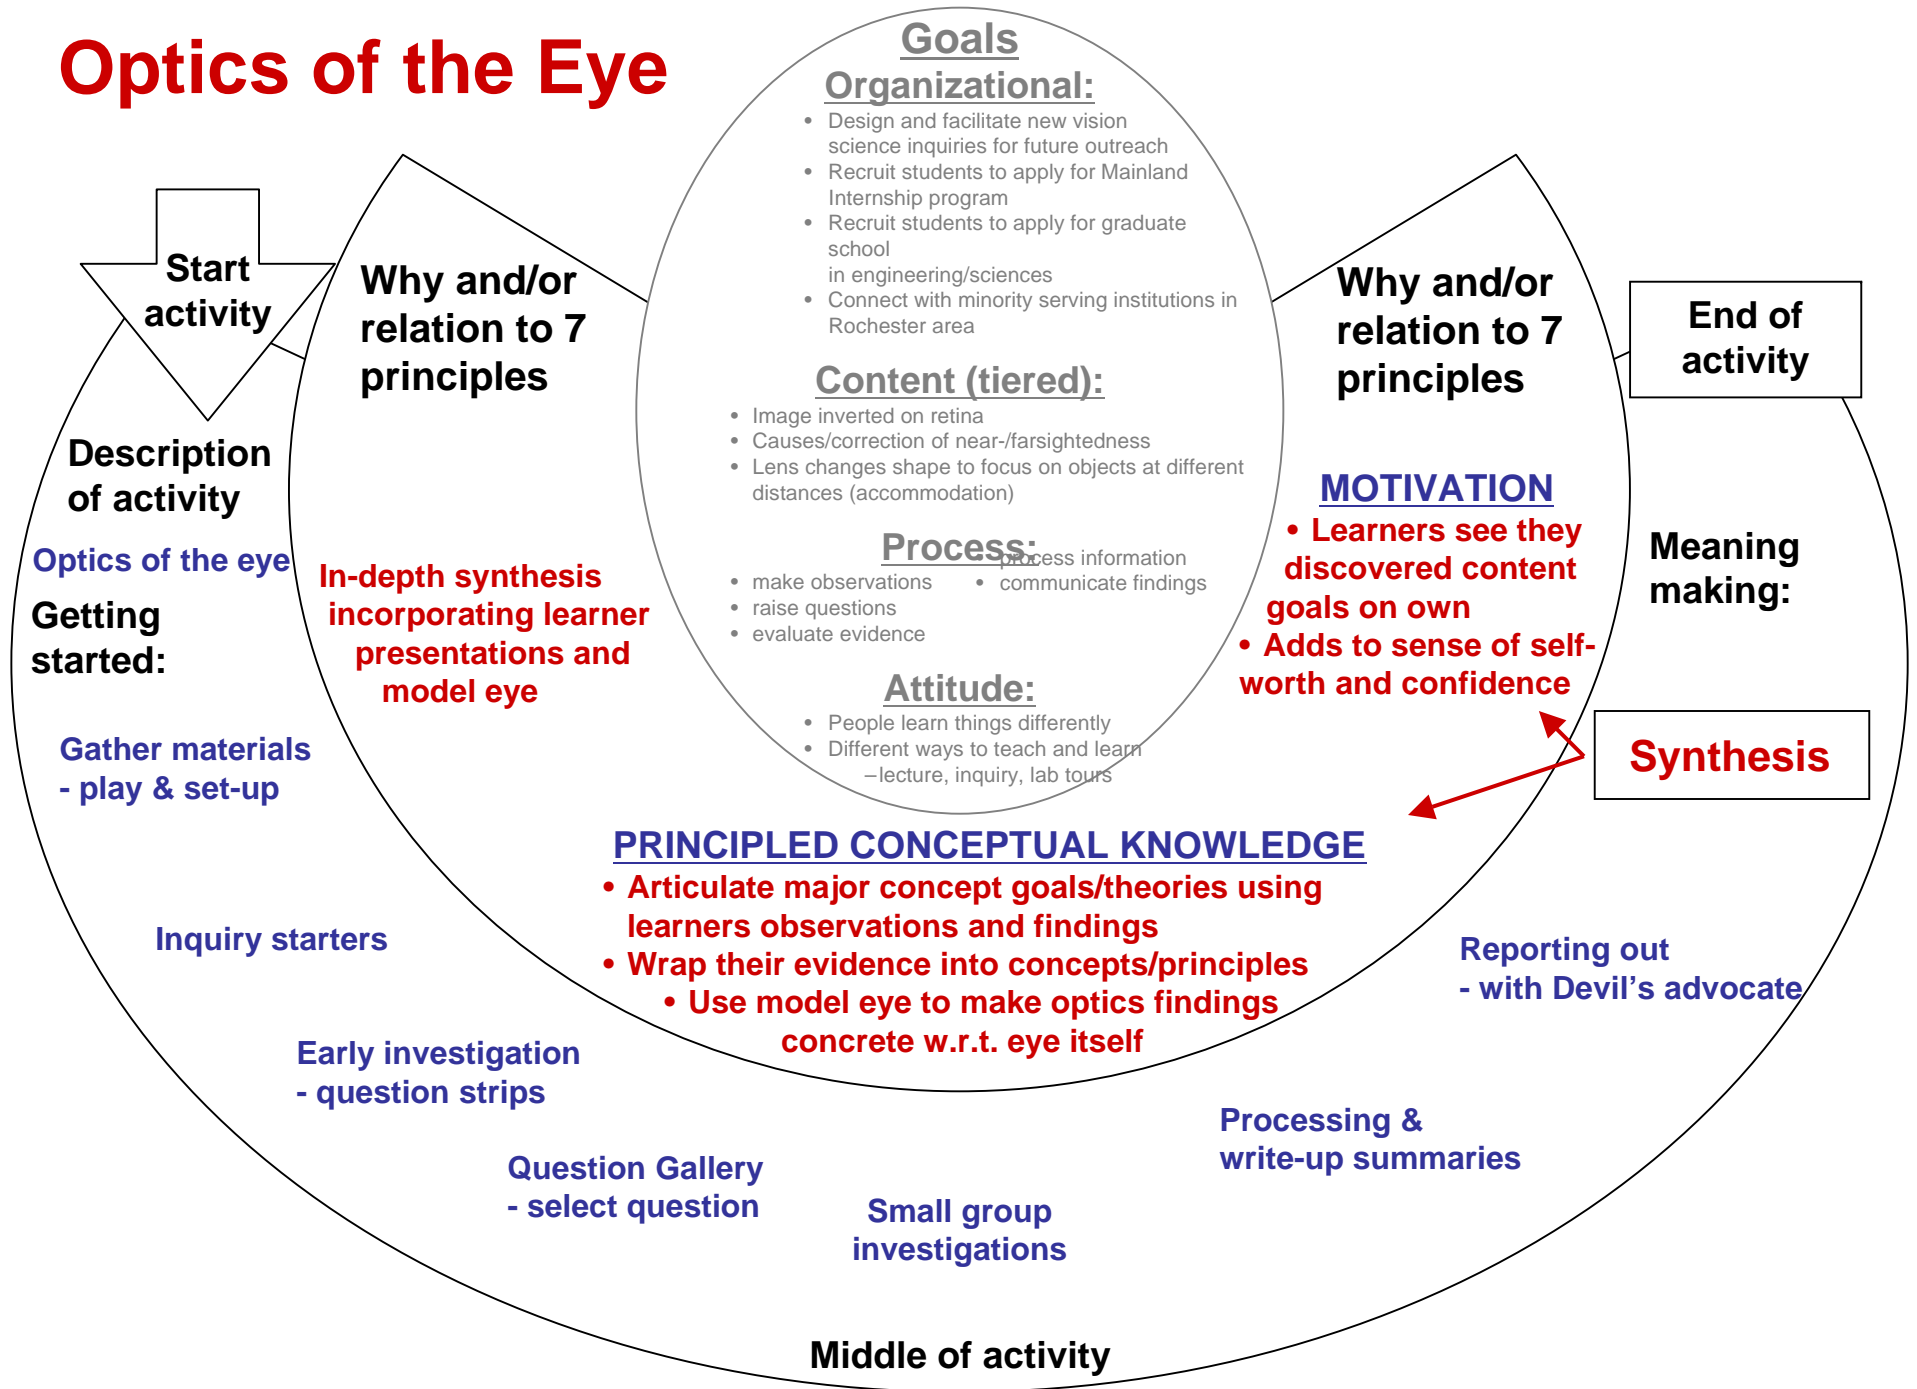 Optics of the Eye
Goals
Organizational:
• Design and facilitate new vision
science inquiries for future outreach
• Recruit students to apply for Mainland
Internship program
• Recruit students to apply for graduate
school
in engineering/sciences
• Connect with minority serving institutions in
Rochester area
Content (tiered):
• Image inverted on retina
• Causes/correction of near-/farsightedness
• Lens changes shape to focus on objects at different
distances (accommodation)
Process:
• make observations
• raise questions
• evaluate evidence
• process information
• communicate findings
Attitude:
• People learn things differently
• Different ways to teach and learn
–lecture, inquiry, lab tours
Start
activity
Why and/or
relation to 7
principles
Why and/or
relation to 7
principles
End of
activity
Description
of activity
Optics of the eye
Getting
started:
In-depth synthesis
incorporating learner
presentations and
model eye
MOTIVATION
• Learners see they
discovered content
goals on own
• Adds to sense of self-
worth and confidence
Meaning
making:
Synthesis
Gather materials
- play & set-up
PRINCIPLED CONCEPTUAL KNOWLEDGE
• Articulate major concept goals/theories using
learners observations and findings
• Wrap their evidence into concepts/principles
• Use model eye to make optics findings
concrete w.r.t. eye itself
Inquiry starters
Early investigation
- question strips
Question Gallery
- select question
Small group
investigations
Processing &
write-up summaries
Reporting out
- with Devil's advocate
Middle of activity